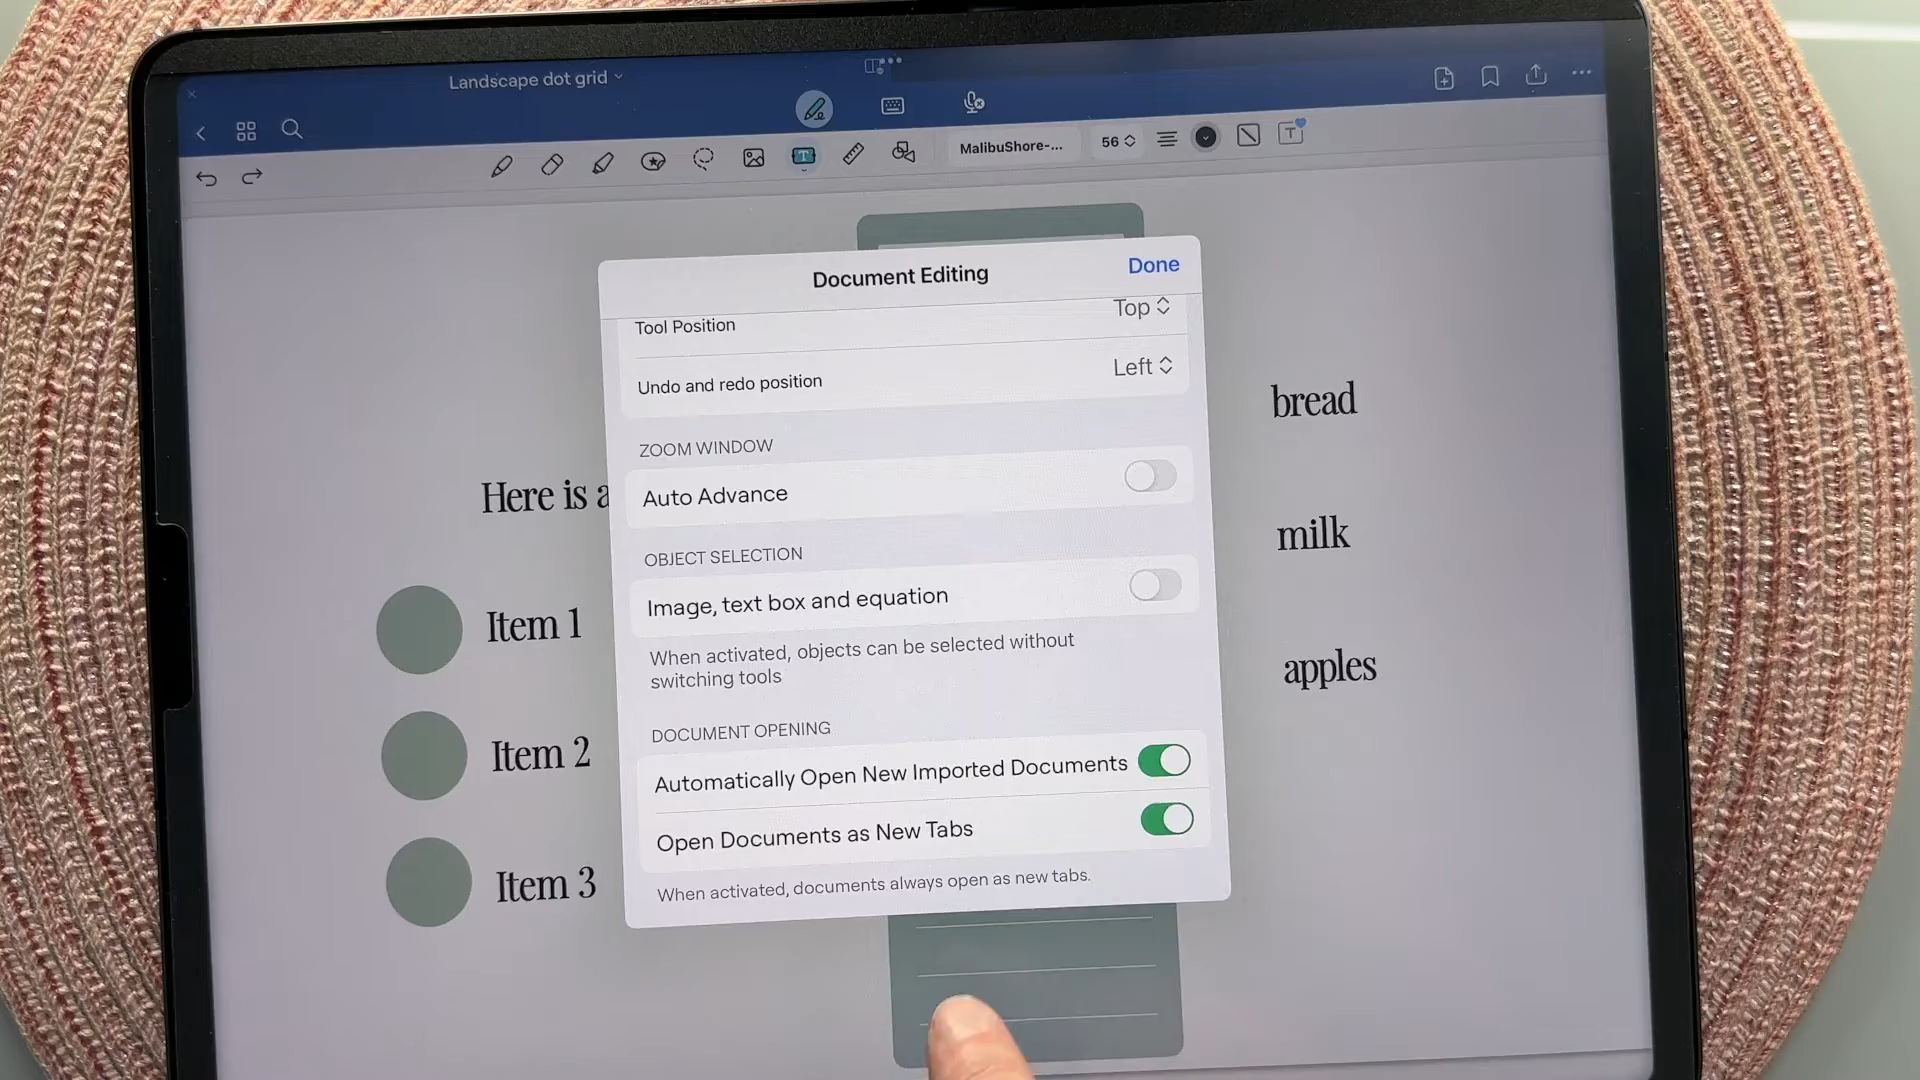 Landscape dot grid
MalibuShore-...
56
Document Editing
Done
Tool Position
Top
Undo and redo position
Left
ZOOM WINDOW
Auto Advance
OBJECT SELECTION
Image, text box and equation
When activated, objects can be selected without
switching tools
DOCUMENT OPENING
Automatically Open New Imported Documents
Open Documents as New Tabs
When activated, documents always open as new tabs.
Here is a
Item 1
Item 2
Item 3
bread
milk
apples